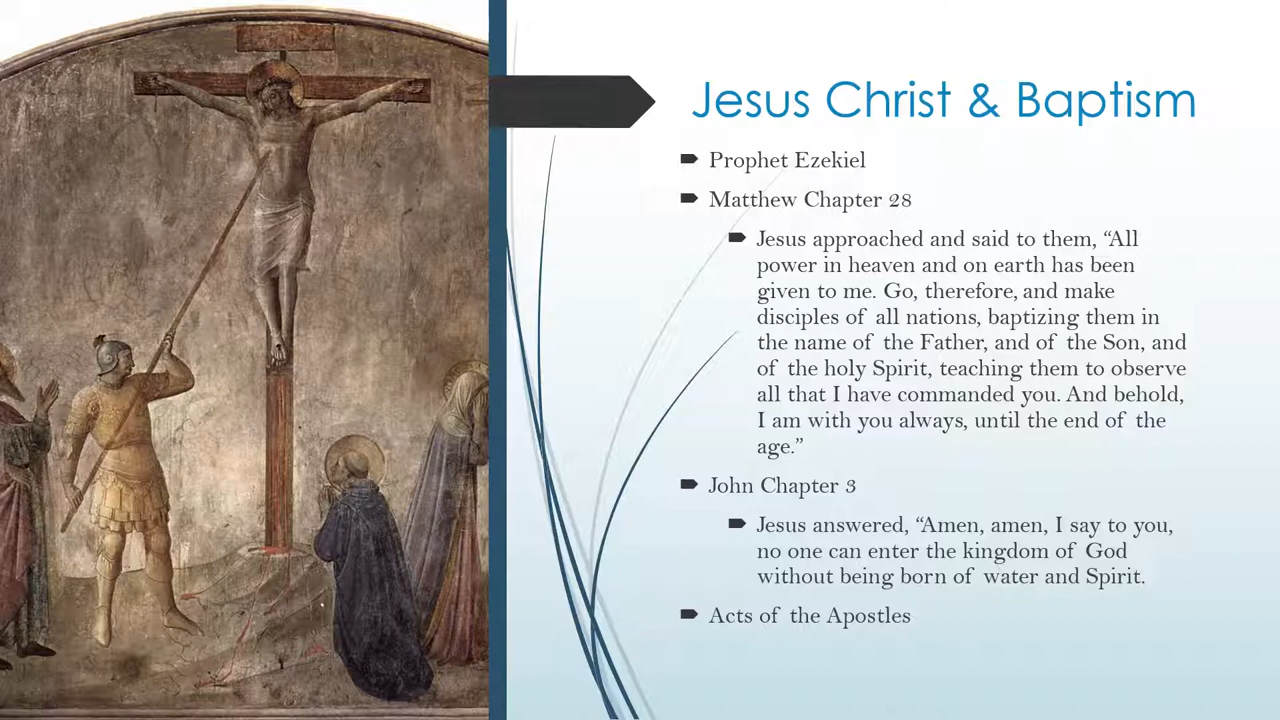 Jesus Christ & Baptism
Prophet Ezekiel
Matthew Chapter 28
Jesus approached and said to them, “All
power in heaven and on earth has been
given to me. Go, therefore, and make
disciples of all nations, baptizing them in
the name of the Father, and of the Son, and
of the holy Spirit, teaching them to observe
all that I have commanded you. And behold,
I am with you always, until the end of the
age.”
John Chapter 3
Jesus answered, “Amen, amen, I say to you,
no one can enter the kingdom of God
without being born of water and Spirit.
Acts of the Apostles